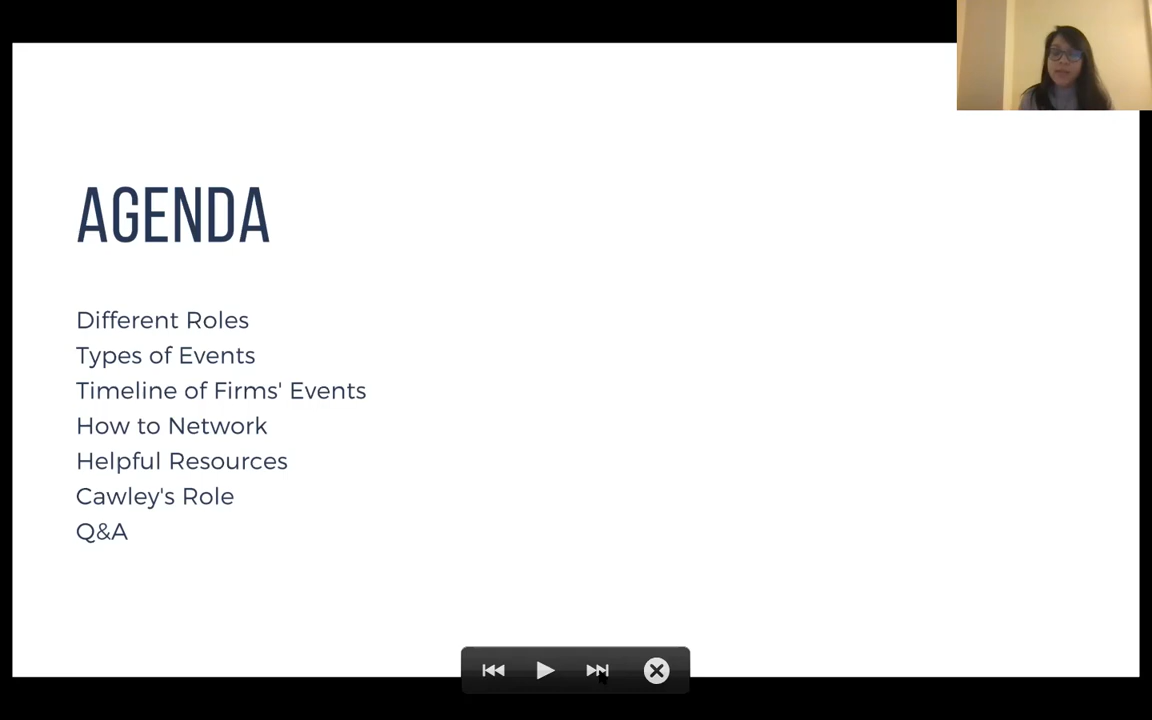 AGENDA
Different Roles
Types of Events
Timeline of Firms' Events
How to Network
Helpful Resources
Cawley's Role
Q&A